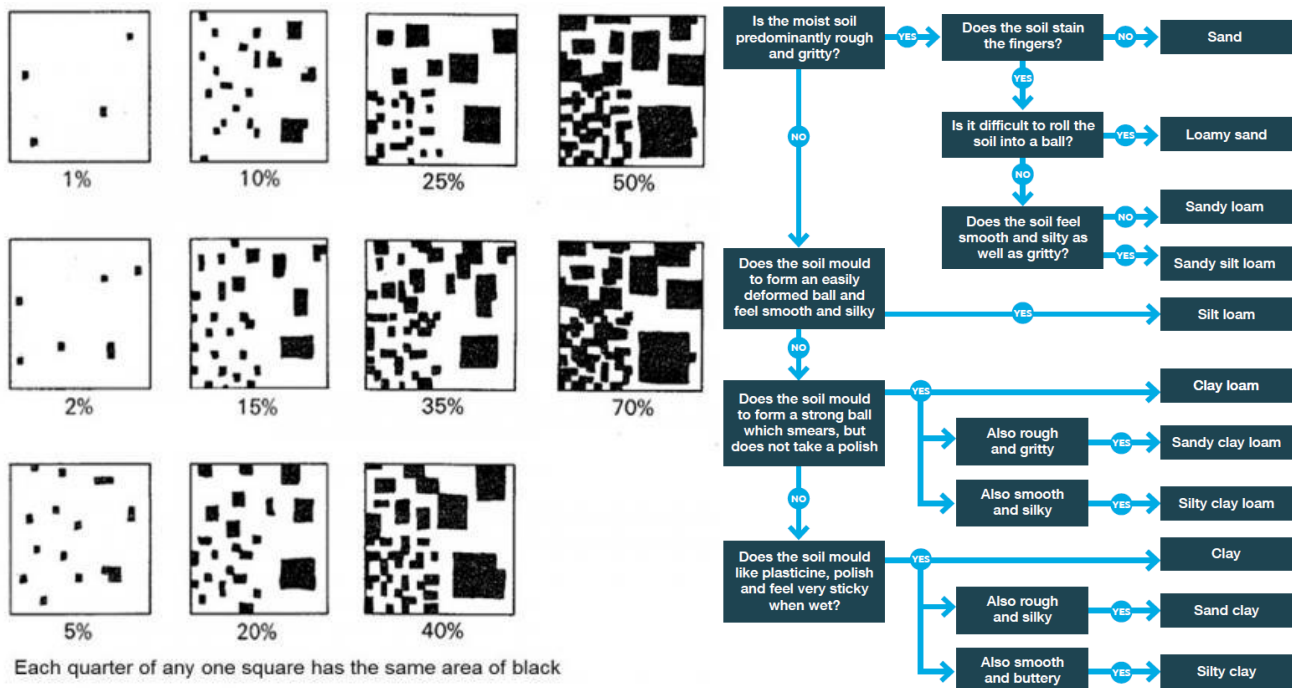 1%
10%
25%
50%
2%
15%
35%
70%
5%
20%
40%
Each quarter of any one square has the same area of black
Is the moist soil
predominantly rough
and gritty?
YES
Does the soil stain
the fingers?
NO
Sand
YES
NO
Is it difficult to roll the
soil into a ball?
YES
Loamy sand
NO
Does the soil feel
smooth and silty as
well as gritty?
NO
Sandy loam
YES
Sandy silt loam
Does the soil mould
to form an easily
deformed ball and
feel smooth and silky
YES
Silt loam
NO
Does the soil mould
to form a strong ball
which smears, but
does not take a polish
YES
Clay loam
Also rough
and gritty
YES
Sandy clay loam
Also smooth
and silky
YES
Silty clay loam
NO
Does the soil mould
like plasticine, polish
and feel very sticky
when wet?
YES
Clay
Also rough
and silky
YES
Sand clay
Also smooth
and buttery
YES
Silty clay